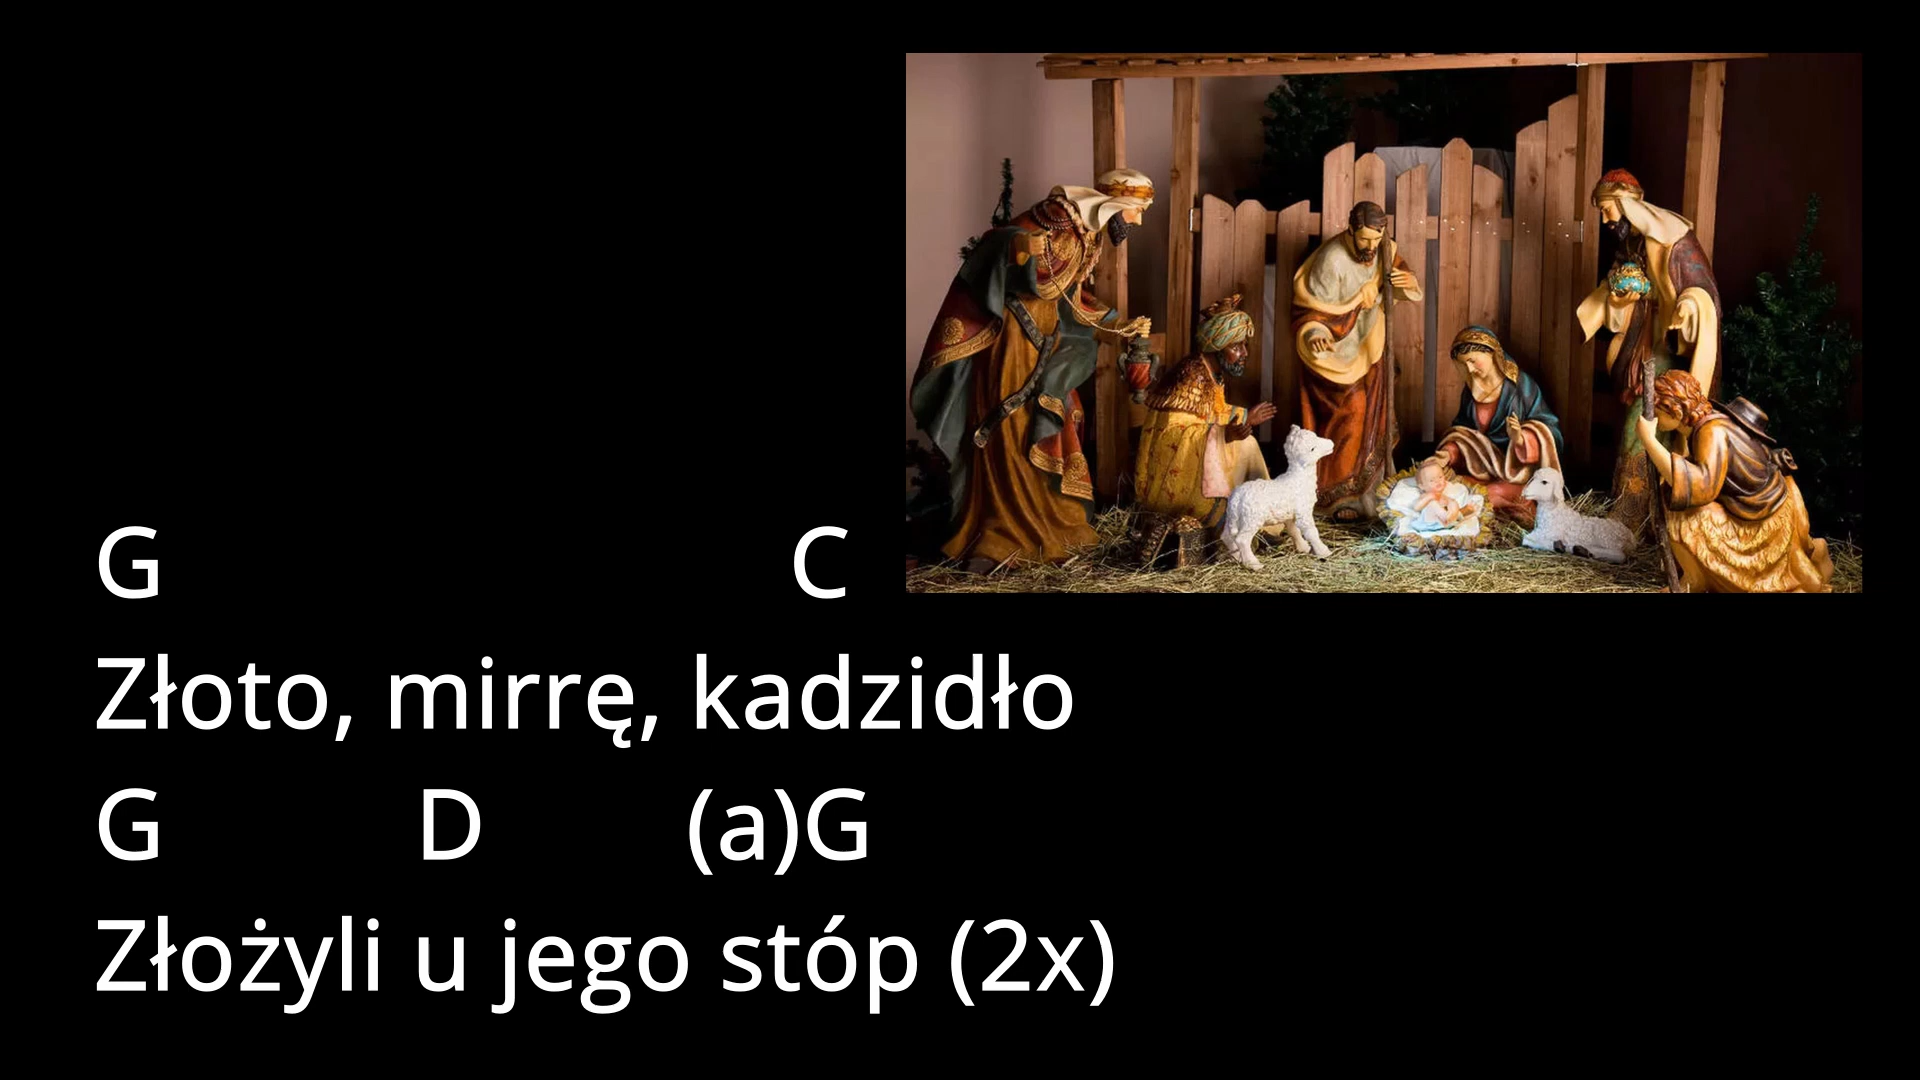 G C
Złoto, mirrę, kadzidło
G D (a)G
Złożyli u jego stóp (2x)